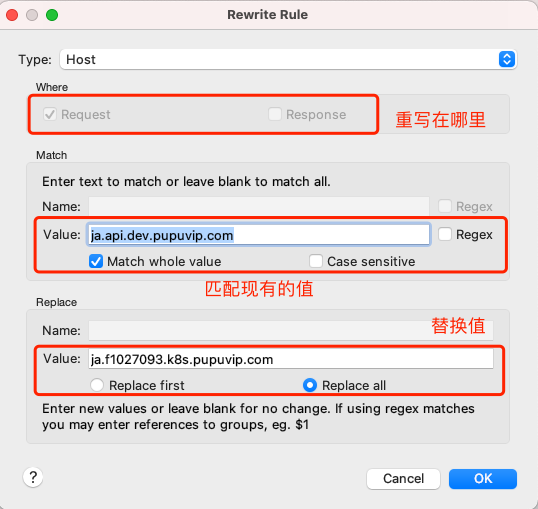 Rewrite Rule
Type: Host
Where
Request Response 重写在哪里
Match
Enter text to match or leave blank to match all.
Name: Regex
Value: ja.api.dev.pupuvip.com Regex
Match whole value Case sensitive
匹配现有的值
Replace
Name: 替换值
Value: ja.f1027093.k8s.pupuvip.com
Replace first Replace all
Enter new values or leave blank for no change. If using regex matches
you may enter references to groups, eg. $1
? Cancel OK